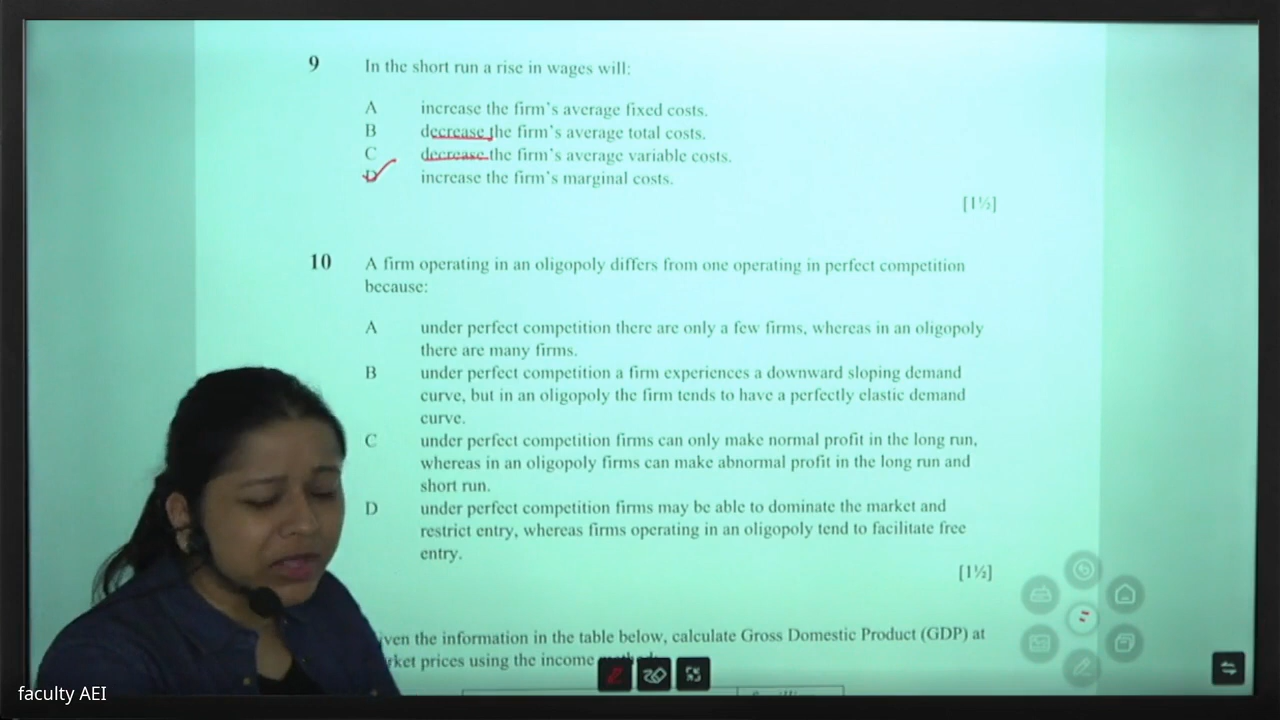 9 In the short run a rise in wages will:
A increase the firm's average fixed costs.
B decrease the firm's average total costs.
C decrease the firm's average variable costs.
D increase the firm's marginal costs.
[1½]
10 A firm operating in an oligopoly differs from one operating in perfect competition
because:
A under perfect competition there are only a few firms, whereas in an oligopoly
there are many firms.
B under perfect competition a firm experiences a downward sloping demand
curve, but in an oligopoly the firm tends to have a perfectly elastic demand
curve.
C under perfect competition firms can only make normal profit in the long run,
whereas in an oligopoly firms can make abnormal profit in the long run and
short run.
D under perfect competition firms may be able to dominate the market and
restrict entry, whereas firms operating in an oligopoly tend to facilitate free
entry.
[1½]
the information in the table below, calculate Gross Domestic Product (GDP) at
prices using the income
faculty AEI